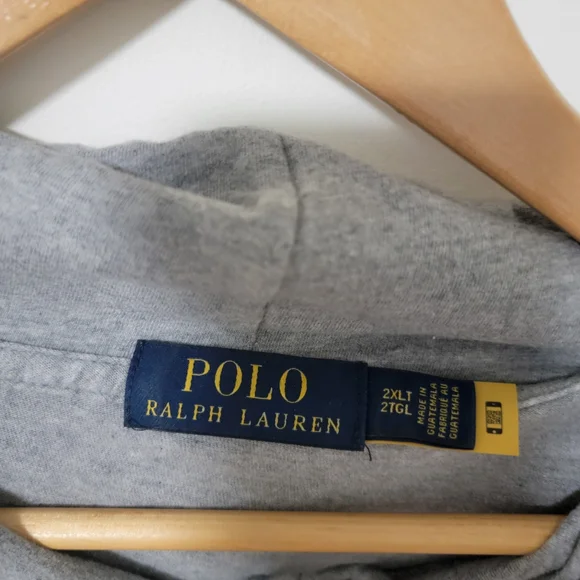 POLO
RALPH LAUREN
2XLT
2TGL
MADE IN
GUATEMALA
FABRIQUÉ AU
GUATEMALA